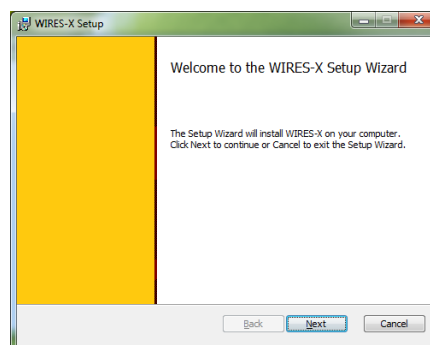 WIRES-X Setup
Welcome to the WIRES-X Setup Wizard
The Setup Wizard will install WIRES-X on your computer.
Click Next to continue or Cancel to exit the Setup Wizard.
Back Next Cancel